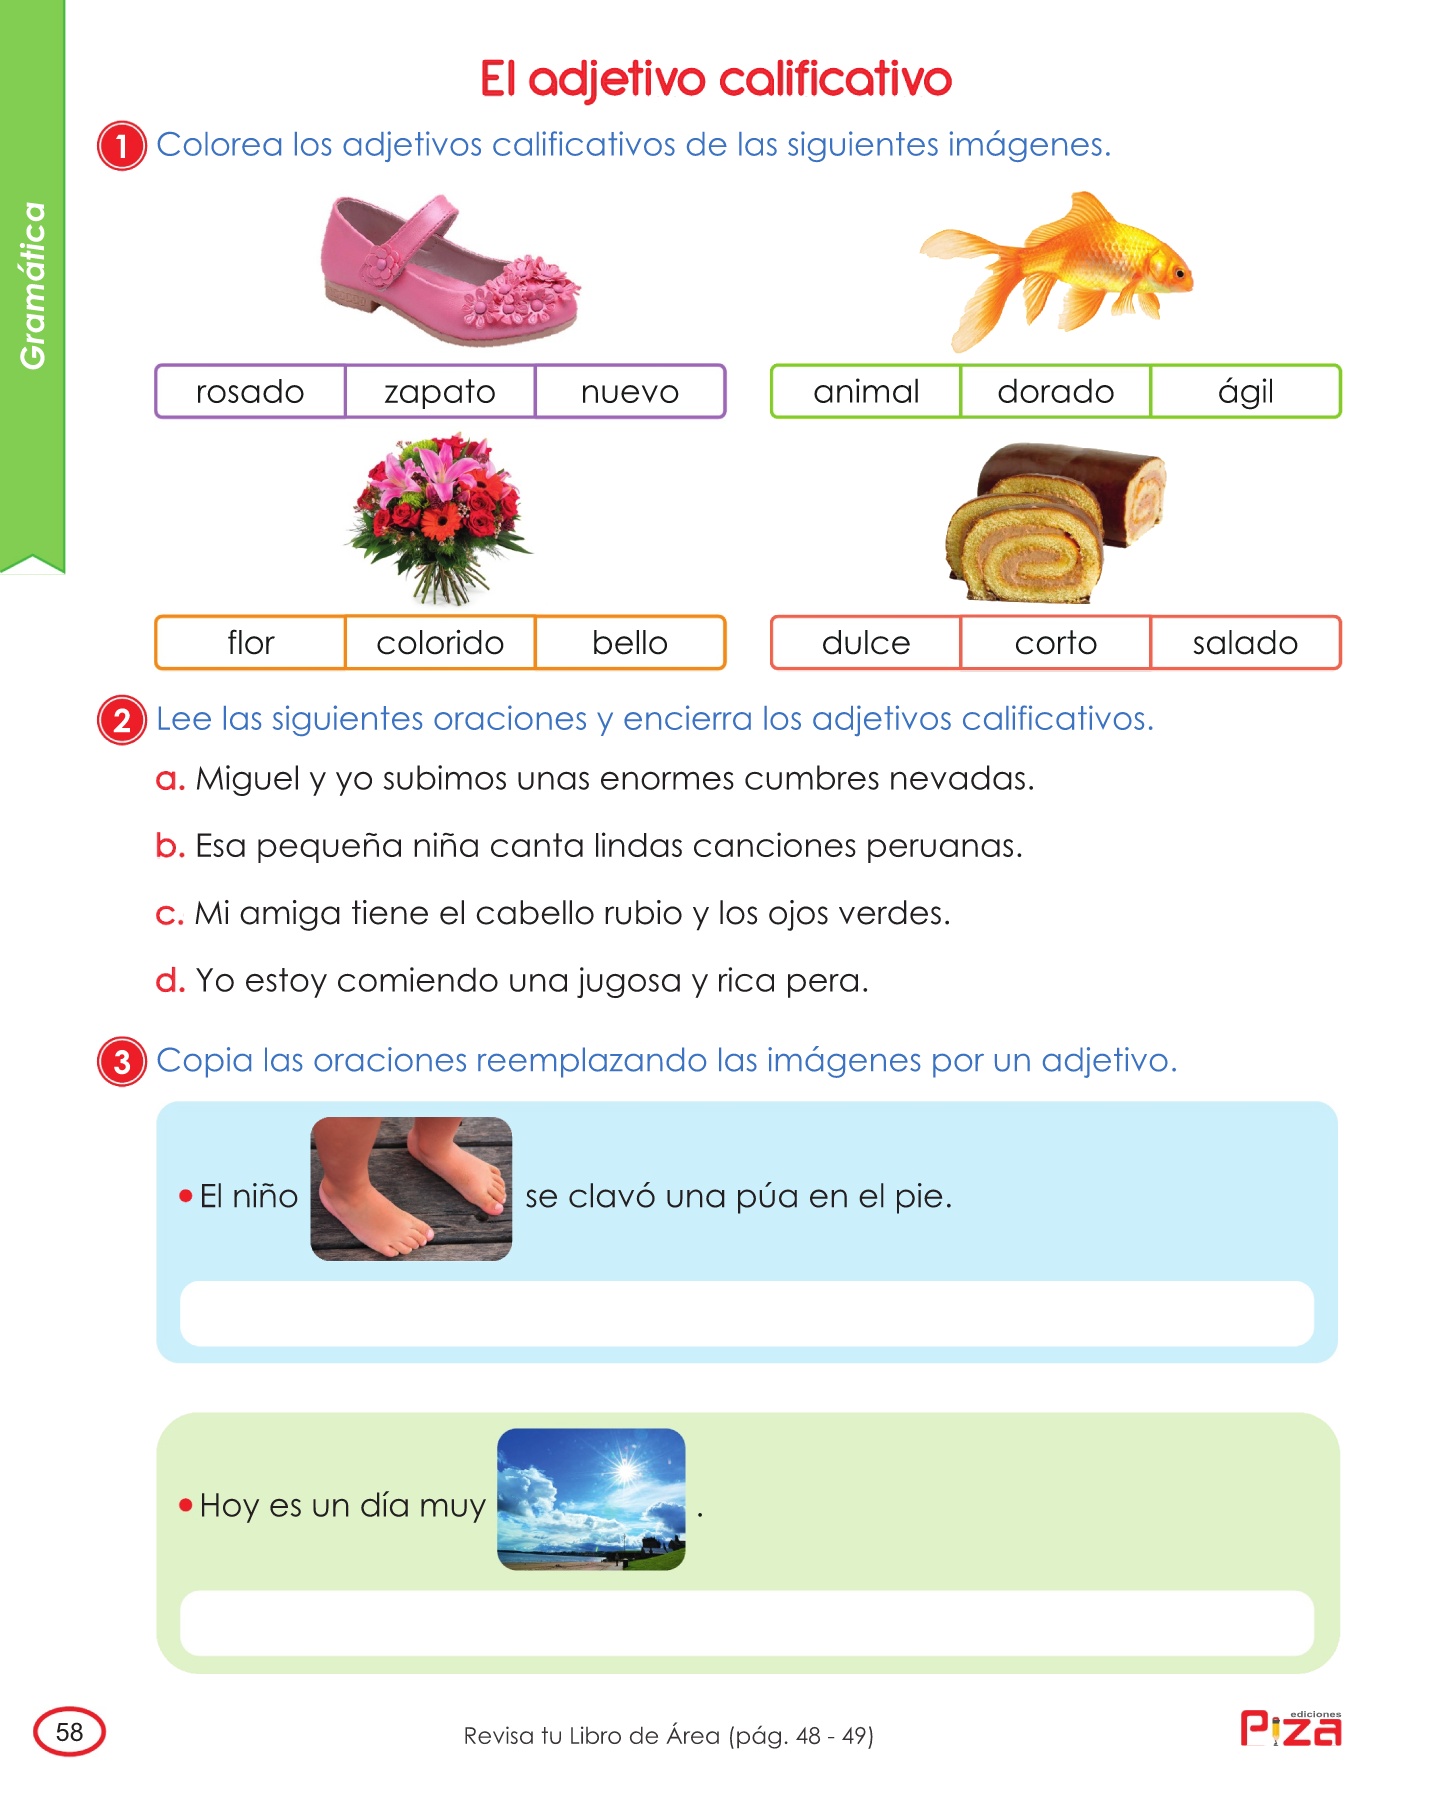 Gramática
El adjetivo calificativo
1 Colorea los adjetivos calificativos de las siguientes imágenes.
rosado zapato nuevo
animal dorado ágil
flor colorido bello
dulce corto salado
2 Lee las siguientes oraciones y encierra los adjetivos calificativos.
a. Miguel y yo subimos unas enormes cumbres nevadas.
b. Esa pequeña niña canta lindas canciones peruanas.
c. Mi amiga tiene el cabello rubio y los ojos verdes.
d. Yo estoy comiendo una jugosa y rica pera.
3 Copia las oraciones reemplazando las imágenes por un adjetivo.
• El niño se clavó una púa en el pie.
• Hoy es un día muy .
58
Revisa tu Libro de Área (pág. 48 - 49)
ediciones
Piza